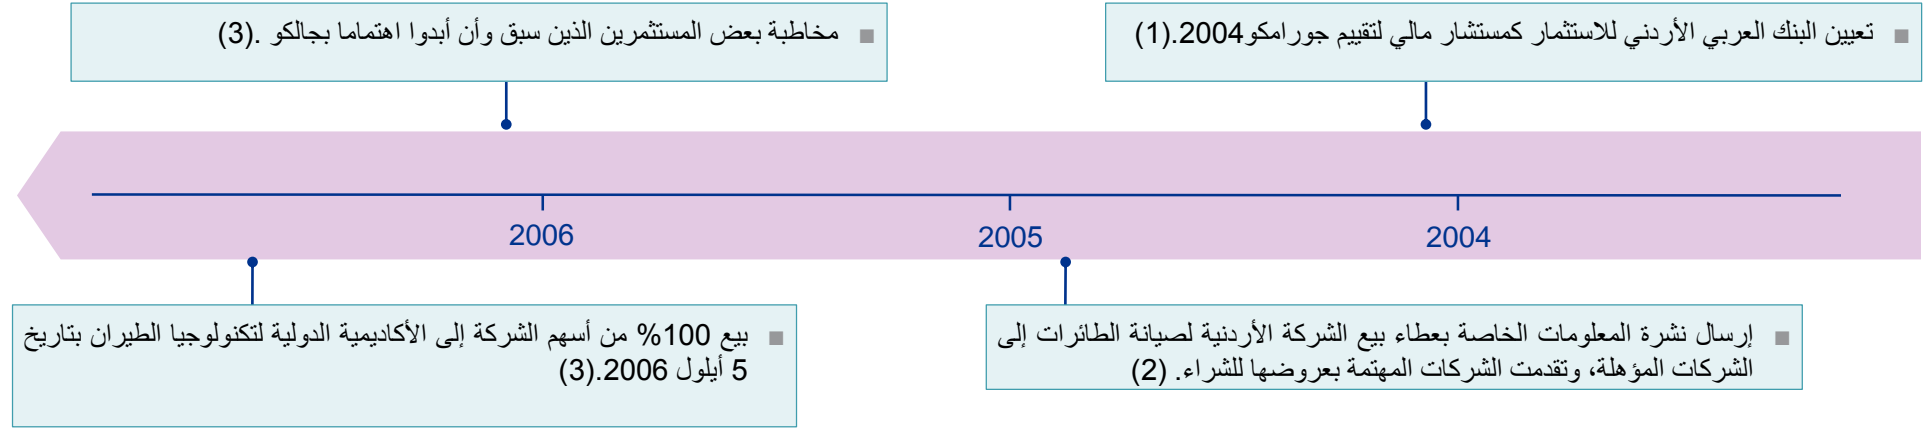 ■ تعيين البنك العربي الأردني للاستثمار كمستشار مالي لتقييم جورامكو2004.(1)
■ مخاطبة بعض المستثمرين الذين سبق وأن أبدوا اهتماما بجالكو .(3)
2004
2005
2006
■ إرسال نشرة المعلومات الخاصة بعطاء بيع الشركة الأردنية لصيانة الطائرات إلى
الشركات المؤهلة، وتقدمت الشركات المهتمة بعروضها للشراء. (2)
■ بيع 100% من أسهم الشركة إلى الأكاديمية الدولية لتكنولوجيا الطيران بتاريخ
5 أيلول 2006.(3)